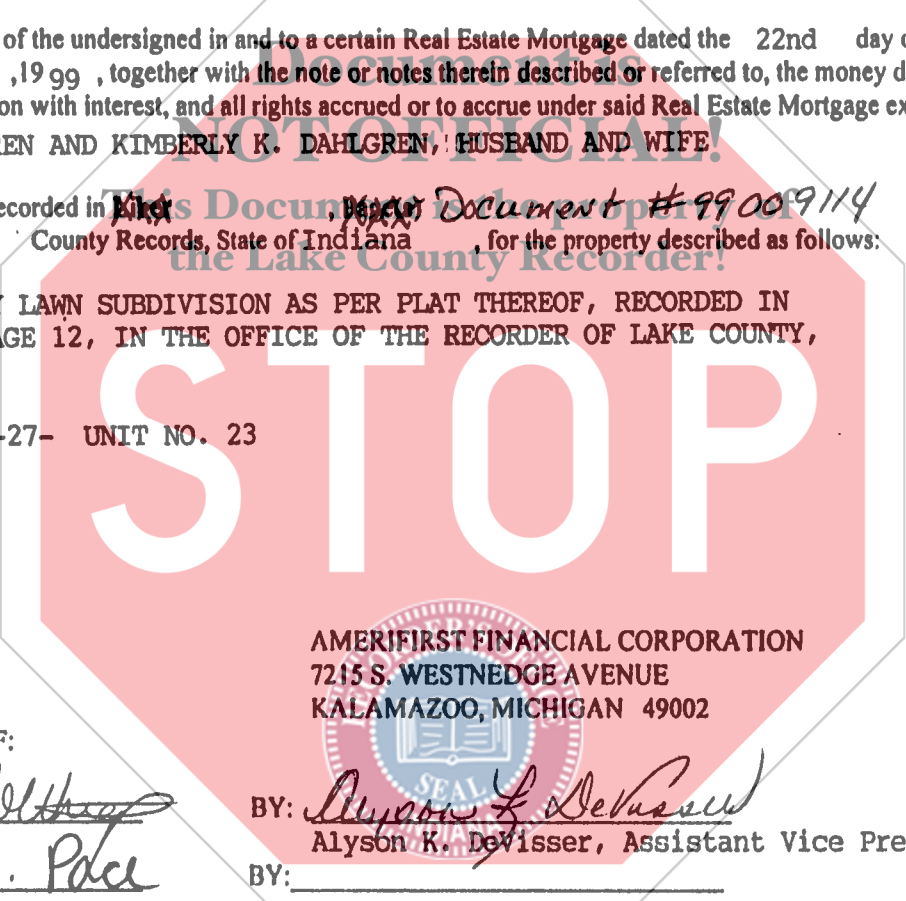 Document is
of the undersigned in and to a certain Real Estate Mortgage dated the 22nd day
,19 99 , together with the note or notes therein described or referred to, the money d
on with interest, and all rights accrued or to accrue under said Real Estate Mortgage ex
NOT OFFICIAL!
EN AND KIMBERLY K. DAHLGREN, HUSBAND AND WIFE
This Document is the property of
ecorded in Document #99009114
County Records, State of Indiana , for the property described as follows:
the Lake County Recorder!
LAWN SUBDIVISION AS PER PLAT THEREOF, RECORDED IN
AGE 12, IN THE OFFICE OF THE RECORDER OF LAKE COUNTY,
STOP
-27- UNIT NO. 23
AMERIFIRST FINANCIAL CORPORATION
7215 S. WESTNEDGE AVENUE
KALAMAZOO, MICHIGAN 49002
RECORDER'S OFFICE
SEAL
INDIANA
F:
BY:
Alyson K. DeVisser, Assistant Vice Pre
. Pace
BY: